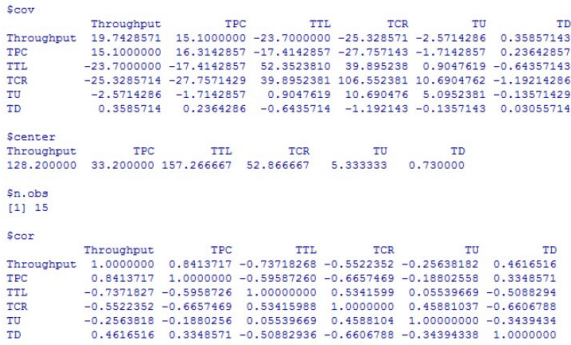 $cov
Throughput TPC TTL TCR TU TD
Throughput 19.7428571 15.1000000 -23.7000000 -25.328571 -2.5714286 0.35857143
TPC 15.1000000 16.3142857 -17.4142857 -27.757143 -1.7142857 0.23642857
TTL -23.7000000 -17.4142857 52.3523810 39.895238 0.9047619 -0.64357143
TCR -25.3285714 -27.7571429 39.8952381 106.552381 10.6904762 -1.19214286
TU -2.5714286 -1.7142857 0.9047619 10.690476 5.0952381 -0.13571429
TD 0.3585714 0.2364286 -0.6435714 -1.192143 -0.1357143 0.03055714
$center
Throughput TPC TTL TCR TU TD
128.200000 33.200000 157.266667 52.866667 5.333333 0.730000
$n.obs
[1] 15
$cor
Throughput TPC TTL TCR TU TD
Throughput 1.0000000 0.8413717 -0.73718268 -0.5522352 -0.25638182 0.4616516
TPC 0.8413717 1.0000000 -0.59587260 -0.6657469 -0.18802558 0.3348571
TTL -0.7371827 -0.5958726 1.00000000 0.5341599 0.05539669 -0.5088294
TCR -0.5522352 -0.6657469 0.53415988 1.0000000 0.45881037 -0.6606788
TU -0.2563818 -0.1880256 0.05539669 0.4588104 1.00000000 -0.3439434
TD 0.4616516 0.3348571 -0.50882936 -0.6606788 -0.34394338 1.0000000